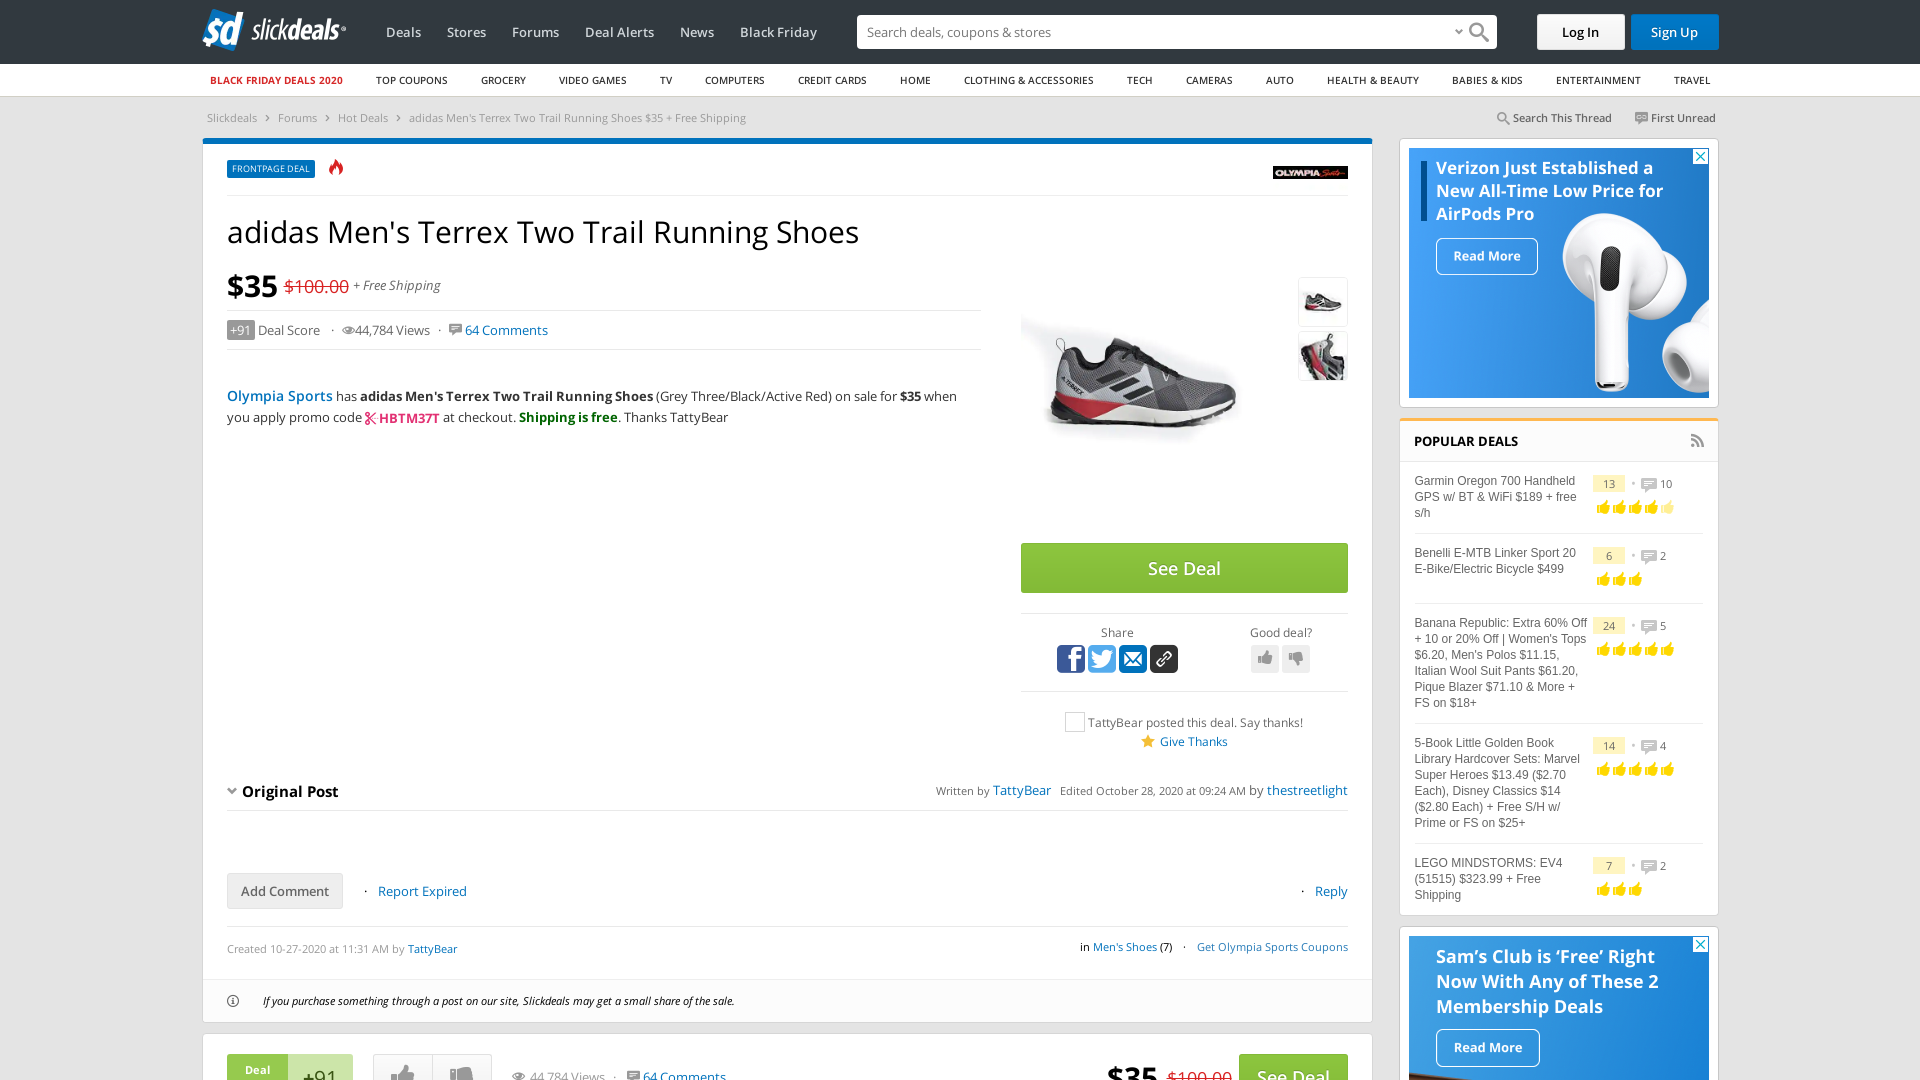 sd slickdeals
Deals Stores Forums Deal Alerts News Black Friday
Search deals, coupons & shops
Log In
Sign Up
BLACK FRIDAY DEALS 2020 TOP COUPONS GROCERY VIDEO GAMES TV COMPUTERS CREDIT CARDS HOME CLOTHING & ACCESSORIES TECH CAMERAS AUTO HEALTH & BEAUTY BABIES & KIDS ENTERTAINMENT TRAVEL
Slickdeals > Forums > Hot Deals > adidas Men's Terrex Two Trail Running Shoes $35 + Free Shipping
Search This Thread First Unread
FRONTPAGE DEAL
OLYMPIA Sports
adidas Men's Terrex Two Trail Running Shoes
$35 $100.00 + Free Shipping
+91 Deal Score · 44,784 Views · 64 Comments
Olympia Sports has adidas Men's Terrex Two Trail Running Shoes (Grey Three/Black/Active Red) on sale for $35 when
you apply promo code HBTM37T at checkout. Shipping is free. Thanks TattyBear
See Deal
Share
Good deal?
TattyBear posted this deal. Say thanks!
Give Thanks
Original Post
Written by TattyBear Edited October 28, 2020 at 09:24 AM by thestreetlight
Add Comment · Report Expired
· Reply
Created 10-27-2020 at 11:31 AM by TattyBear
in Men's Shoes (7) · Get Olympia Sports Coupons
If you purchase something through a post on our site, Slickdeals may get a small share of the sale.
Deal
+91
44,784 Views · 64 Comments
$35 $100.00
See Deal
Verizon Just Established a
New All-Time Low Price for
AirPods Pro
Read More
POPULAR DEALS
Garmin Oregon 700 Handheld
GPS w/ BT & WiFi $189 + free
s/h
13 • 10
Benelli E-MTB Linker Sport 20
E-Bike/Electric Bicycle $499
6 • 2
Banana Republic: Extra 60% Off
+ 10 or 20% Off | Women's Tops
$6.20, Men's Polos $11.15,
Italian Wool Suit Pants $61.20,
Pique Blazer $71.10 & More +
FS on $18+
24 • 5
5-Book Little Golden Book
Library Hardcover Sets: Marvel
Super Heroes $13.49 ($2.70
Each), Disney Classics $14
($2.80 Each) + Free S/H w/
Prime or FS on $25+
14 • 4
LEGO MINDSTORMS: EV4
(51515) $323.99 + Free
Shipping
7 • 2
Sam's Club is 'Free' Right
Now With Any of These 2
Membership Deals
Read More